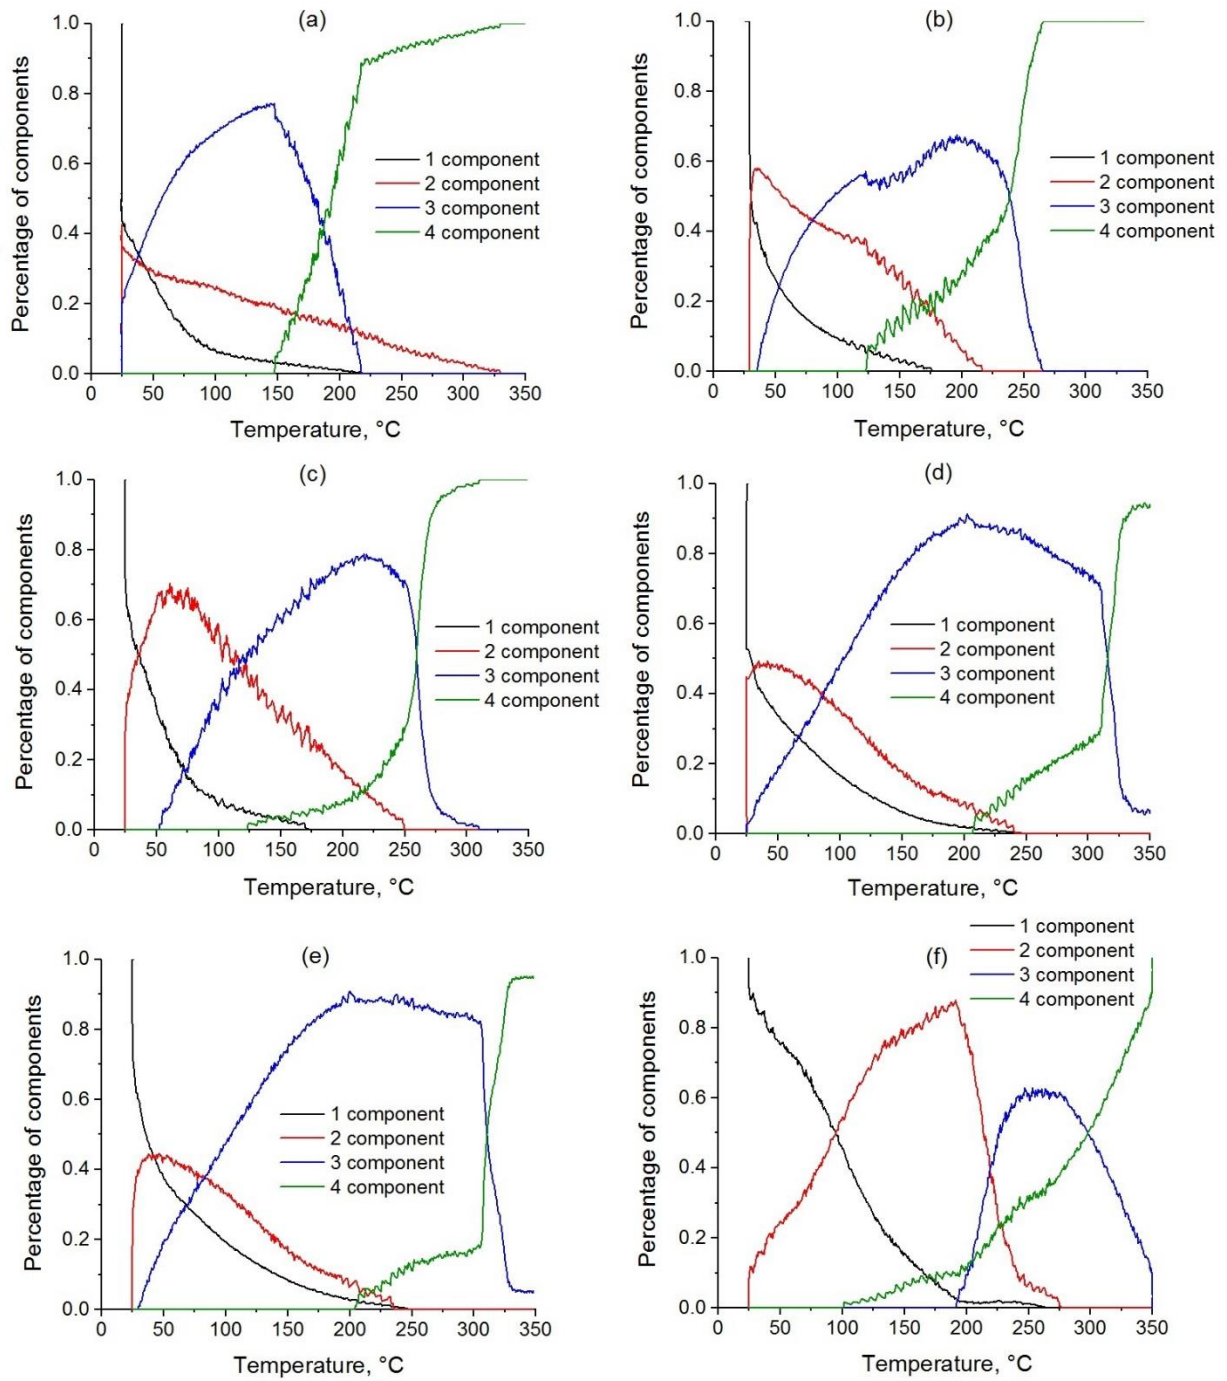 (a)
1.0
0.8
0.6
0.4
0.2
0.0
Percentage of components
1 component
2 component
3 component
4 component
0 50 100 150 200 250 300 350
Temperature, °C
(b)
1.0
0.8
0.6
0.4
0.2
0.0
Percentage of components
1 component
2 component
3 component
4 component
0 50 100 150 200 250 300 350
Temperature, °C
(c)
1.0
0.8
0.6
0.4
0.2
0.0
Percentage of components
1 component
2 component
3 component
4 component
0 50 100 150 200 250 300 350
Temperature, °C
(d)
1.0
0.8
0.6
0.4
0.2
0.0
Percentage of components
1 component
2 component
3 component
4 component
0 50 100 150 200 250 300 350
Temperature, °C
(e)
1.0
0.8
0.6
0.4
0.2
0.0
Percentage of components
1 component
2 component
3 component
4 component
0 50 100 150 200 250 300 350
Temperature, °C
1 component
2 component
3 component
4 component
(f)
1.0
0.8
0.6
0.4
0.2
0.0
Percentage of components
0 50 100 150 200 250 300 350
Temperature, °C